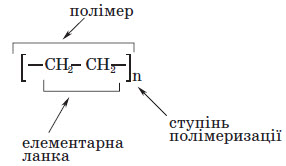 полімер
[—CH2—CH2—]n
ступінь
полімеризації
елементарна
ланка